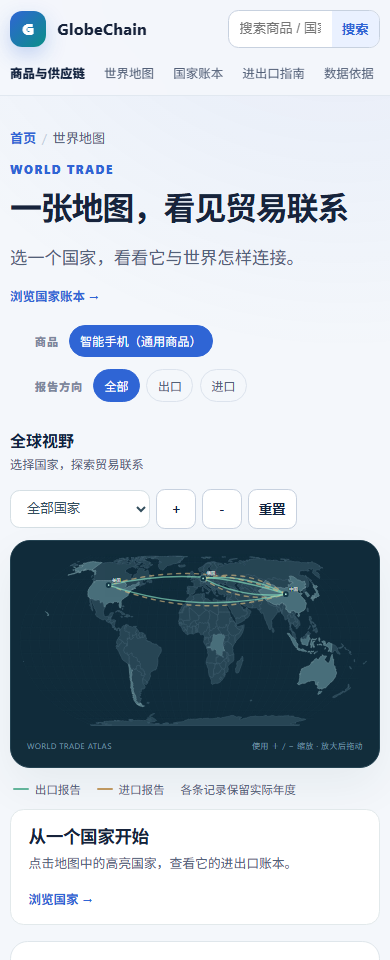 G GlobeChain
搜索商品 / 国 搜索
商品与供应链 世界地图 国家账本 进出口指南 数据依据
首页 / 世界地图
WORLD TRADE
一张地图，看见贸易联系
选一个国家，看看它与世界怎样连接。
浏览国家账本 →
商品 智能手机（通用商品）
报告方向 全部 出口 进口
全球视野
选择国家，探索贸易联系
全部国家 + - 重置
美国 德国 中国
WORLD TRADE ATLAS 使用 + / − 缩放 · 放大后拖动
出口报告 进口报告 各条记录保留实际年度
从一个国家开始
点击地图中的高亮国家，查看它的进出口账本。
浏览国家 →